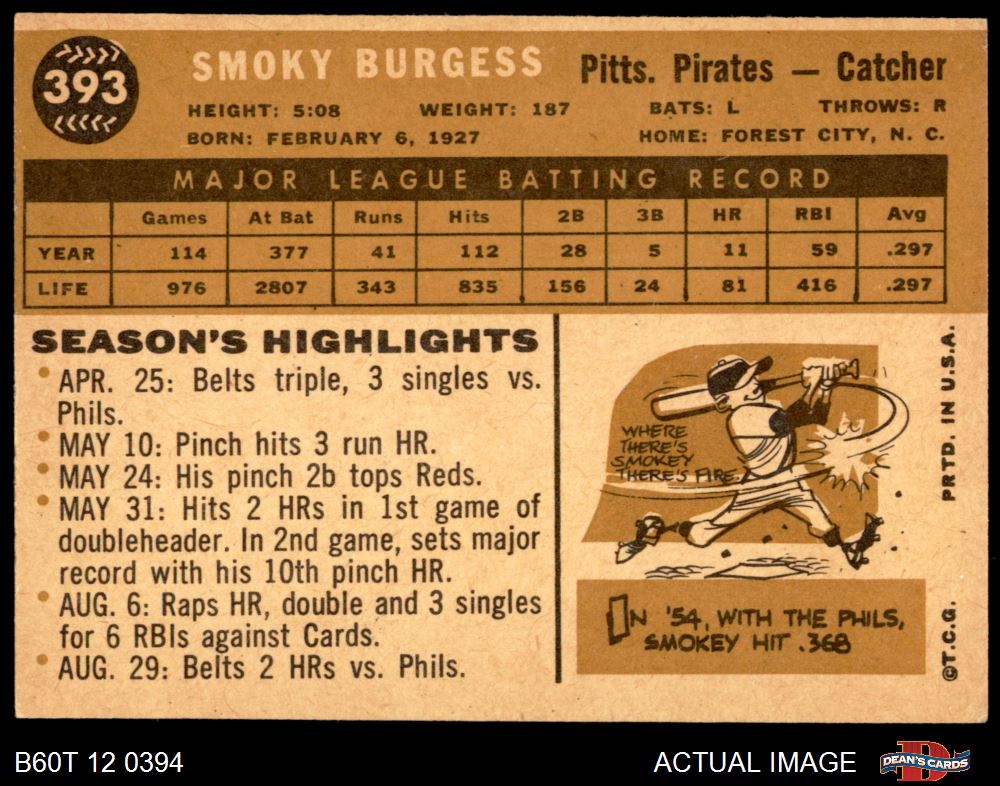 393
SMOKY BURGESS Pitts. Pirates — Catcher
HEIGHT: 5:08 WEIGHT: 187 BATS: L THROWS: R
BORN: FEBRUARY 6, 1927 HOME: FOREST CITY, N. C.
MAJOR LEAGUE BATTING RECORD
Games At Bat Runs Hits 2B 3B HR RBI Avg
YEAR 114 377 41 112 28 5 11 59 .297
LIFE 976 2807 343 835 156 24 81 416 .297
SEASON'S HIGHLIGHTS
• APR. 25: Belts triple, 3 singles vs.
Phils.
• MAY 10: Pinch hits 3 run HR.
• MAY 24: His pinch 2b tops Reds.
• MAY 31: Hits 2 HRs in 1st game of
doubleheader. In 2nd game, sets major
record with his 10th pinch HR.
• AUG. 6: Raps HR, double and 3 singles
for 6 RBIs against Cards.
• AUG. 29: Belts 2 HRs vs. Phils.
WHERE
THERE'S
SMOKEY
THERE'S FIRE.
IN '54, WITH THE PHILS,
SMOKEY HIT .368
©T.C.G. PRTD. IN U.S.A.
B60T 12 0394 ACTUAL IMAGE
D
DEAN'S CARDS